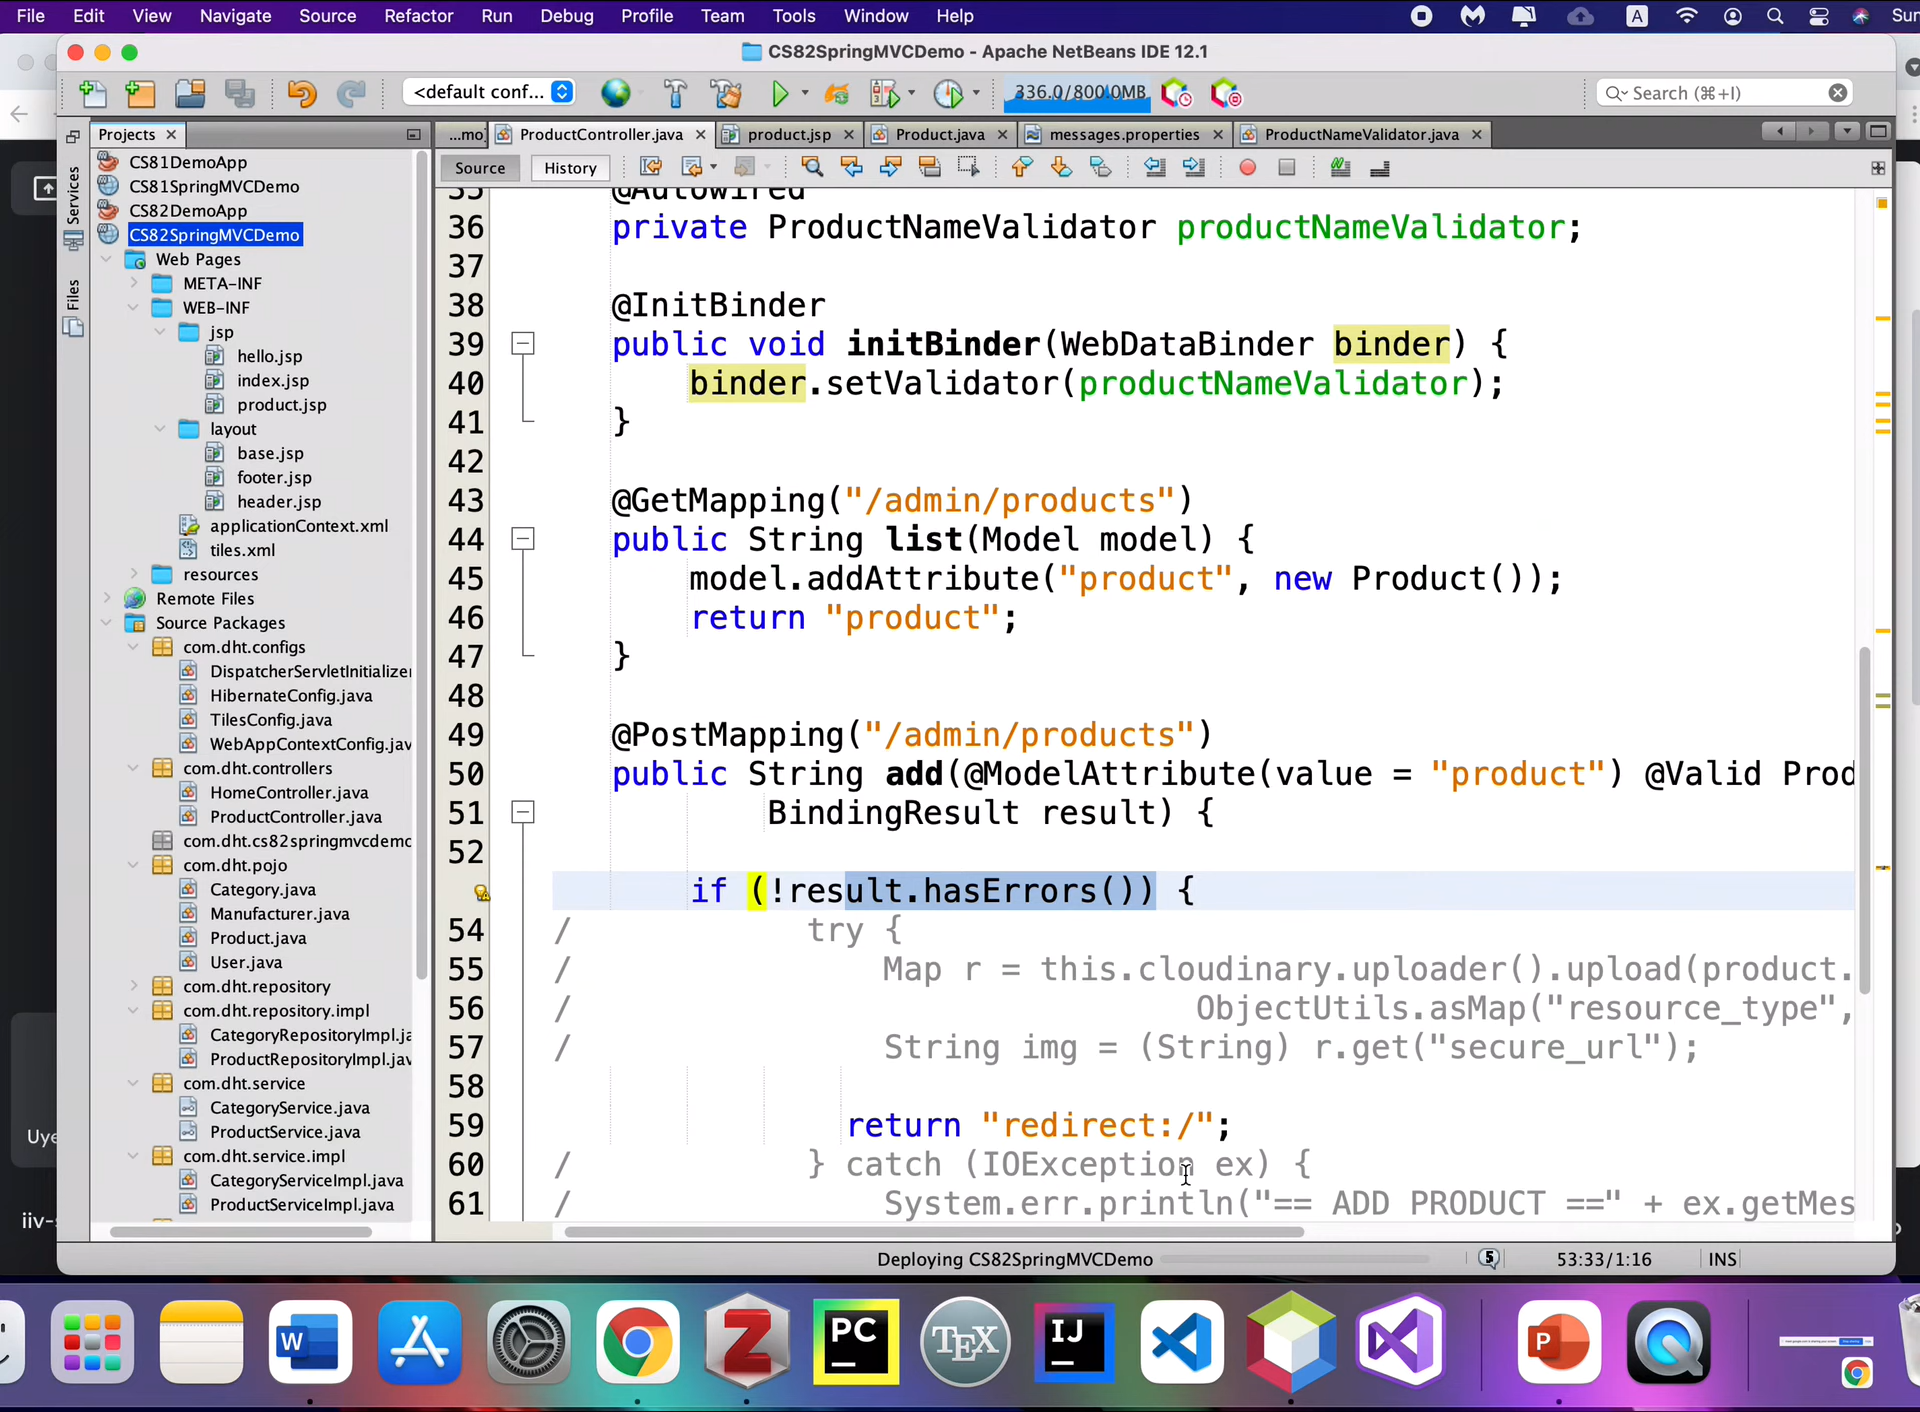 File Edit View Navigate Source Refactor Run Debug Profile Team Tools Window Help A Sun
CS82SpringMVCDemo - Apache NetBeans IDE 12.1
<default conf... 336.0/800.0MB Search (⌘+I)
Projects
...mo ProductController.java product.jsp Product.java messages.properties ProductNameValidator.java
Source History
Services
Files
CS81DemoApp
CS81SpringMVCDemo
CS82DemoApp
CS82SpringMVCDemo
Web Pages
META-INF
WEB-INF
jsp
hello.jsp
index.jsp
product.jsp
layout
base.jsp
footer.jsp
header.jsp
applicationContext.xml
tiles.xml
resources
Remote Files
Source Packages
com.dht.configs
DispatcherServletInitializer
HibernateConfig.java
TilesConfig.java
WebAppContextConfig.jav
com.dht.controllers
HomeController.java
ProductController.java
com.dht.cs82springmvcdemo
com.dht.pojo
Category.java
Manufacturer.java
Product.java
User.java
com.dht.repository
com.dht.repository.impl
CategoryRepositoryImpl.ja
ProductRepositoryImpl.jav
com.dht.service
CategoryService.java
ProductService.java
com.dht.service.impl
CategoryServiceImpl.java
ProductServiceImpl.java
35 @Autowired
36 private ProductNameValidator productNameValidator;
37
38 @InitBinder
39 public void initBinder(WebDataBinder binder) {
40 binder.setValidator(productNameValidator);
41 }
42
43 @GetMapping("/admin/products")
44 public String list(Model model) {
45 model.addAttribute("product", new Product());
46 return "product";
47 }
48
49 @PostMapping("/admin/products")
50 public String add(@ModelAttribute(value = "product") @Valid Prod
51 BindingResult result) {
52
if (!result.hasErrors()) {
54 / try {
55 / Map r = this.cloudinary.uploader().upload(product.
56 / ObjectUtils.asMap("resource_type",
57 / String img = (String) r.get("secure_url");
58
59 return "redirect:/";
60 / } catch (IOException ex) {
61 / System.err.println("== ADD PRODUCT ==" + ex.getMes
Uye
iiv-s
Deploying CS82SpringMVCDemo 5 53:33/1:16 INS
W Z PC TEX IJ P